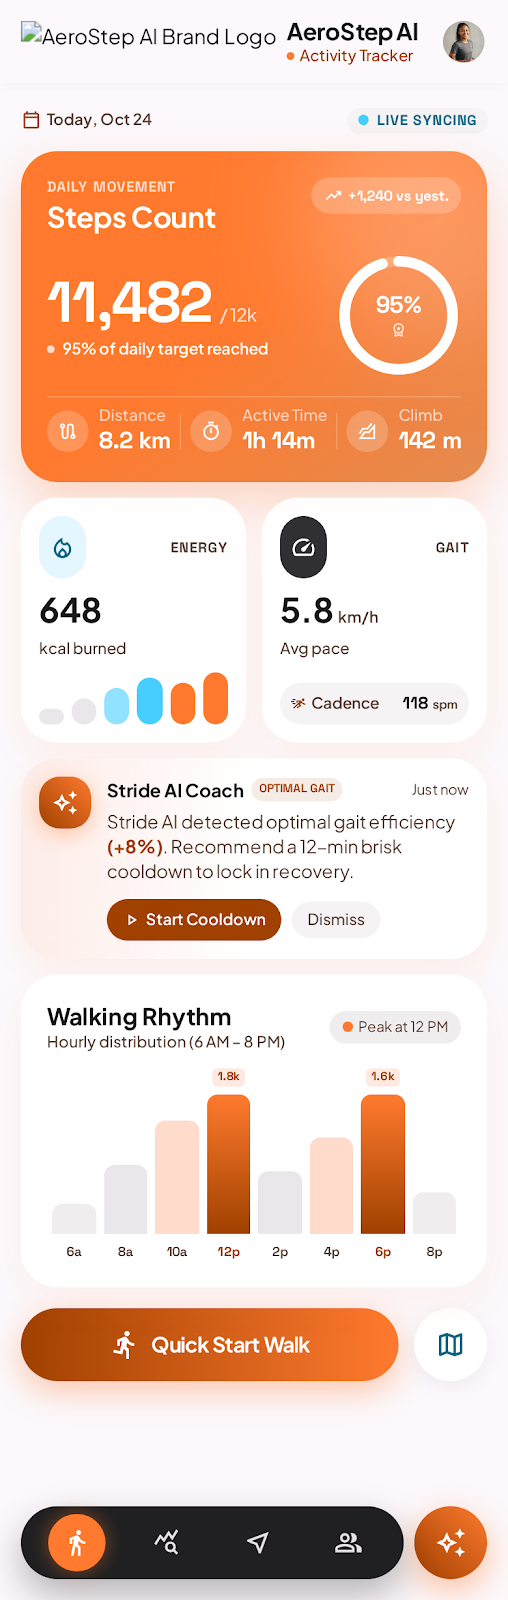 AeroStep AI Brand Logo
AeroStep AI
Activity Tracker
Today, Oct 24
LIVE SYNCING
DAILY MOVEMENT
Steps Count
+1,240 vs yest.
11,482 / 12k
95% of daily target reached
95%
Distance
8.2 km
Active Time
1h 14m
Climb
142 m
ENERGY
648
kcal burned
GAIT
5.8 km/h
Avg pace
Cadence 118 spm
Stride AI Coach OPTIMAL GAIT Just now
Stride AI detected optimal gait efficiency
(+8%). Recommend a 12-min brisk
cooldown to lock in recovery.
Start Cooldown Dismiss
Walking Rhythm
Hourly distribution (6 AM – 8 PM)
Peak at 12 PM
1.8k 1.6k
6a 8a 10a 12p 2p 4p 6p 8p
Quick Start Walk